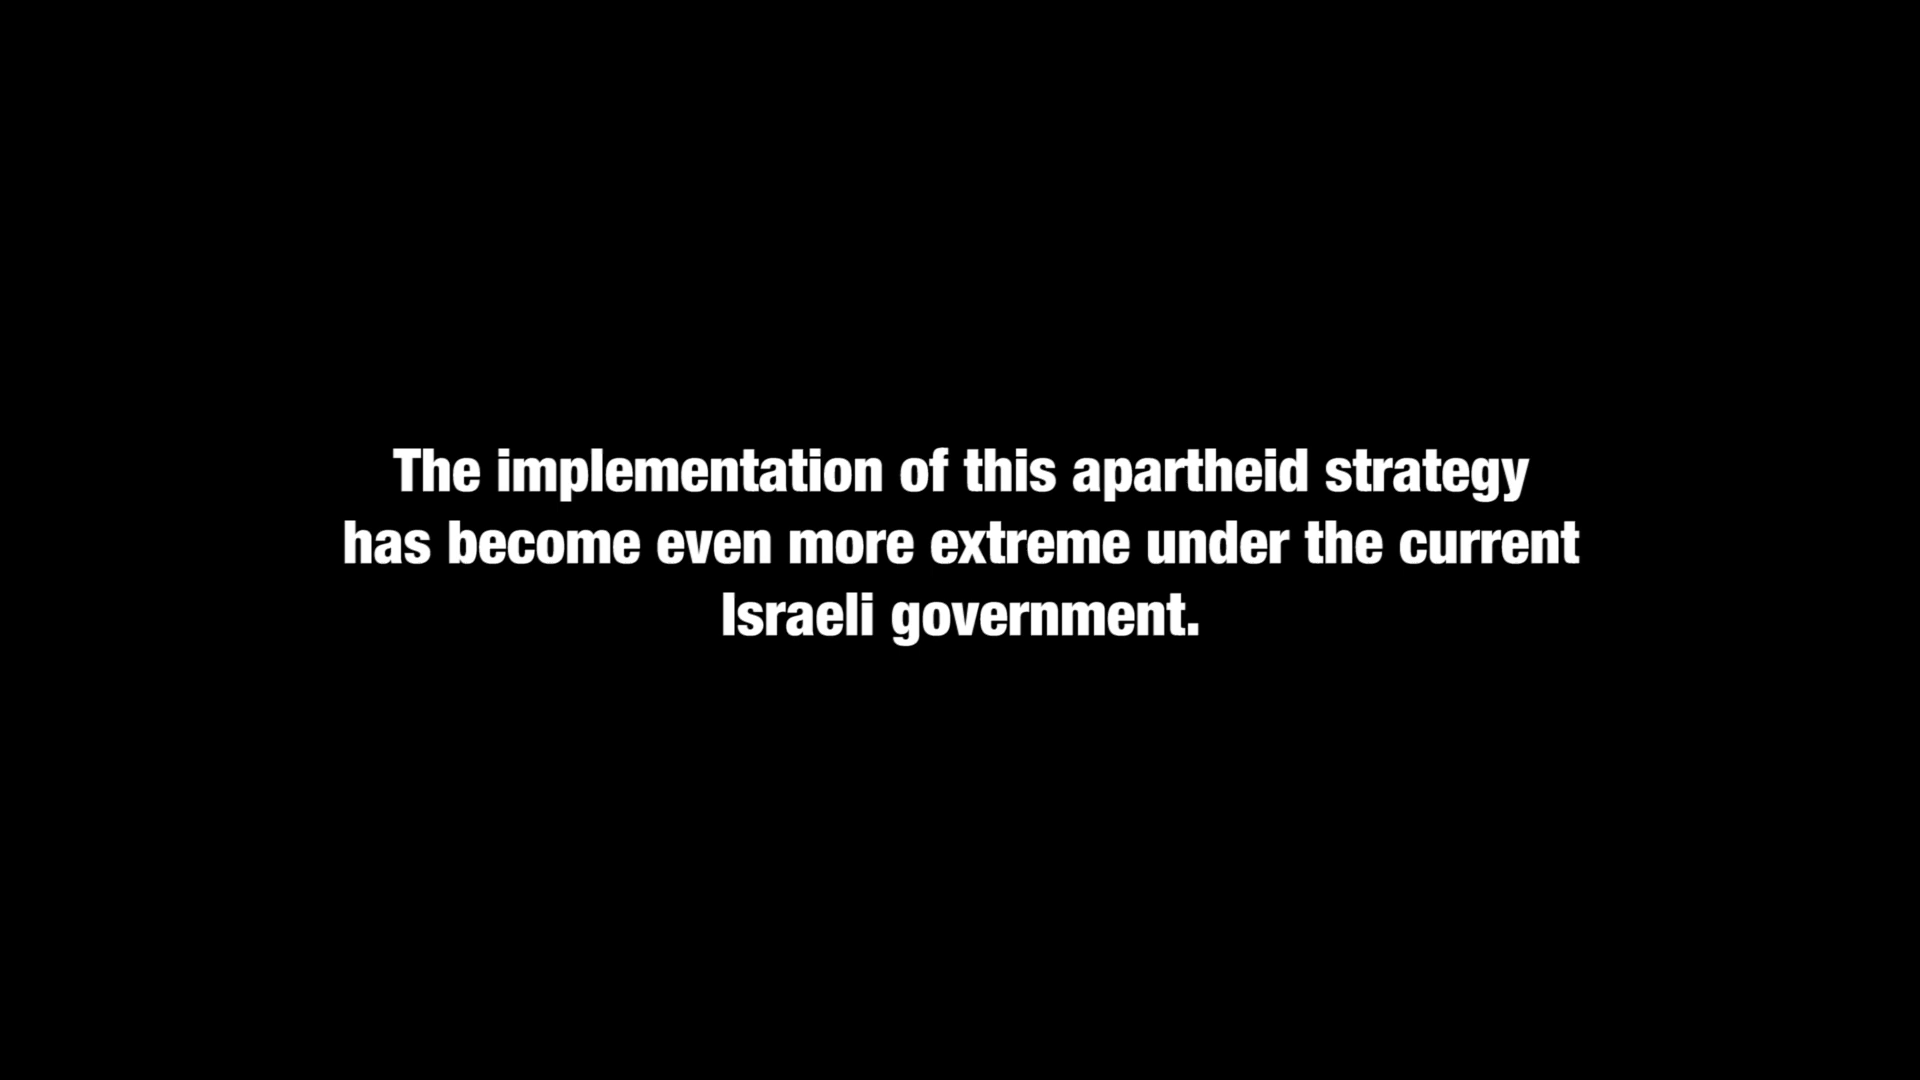 The implementation of this apartheid strategy
has become even more extreme under the current
Israeli government.